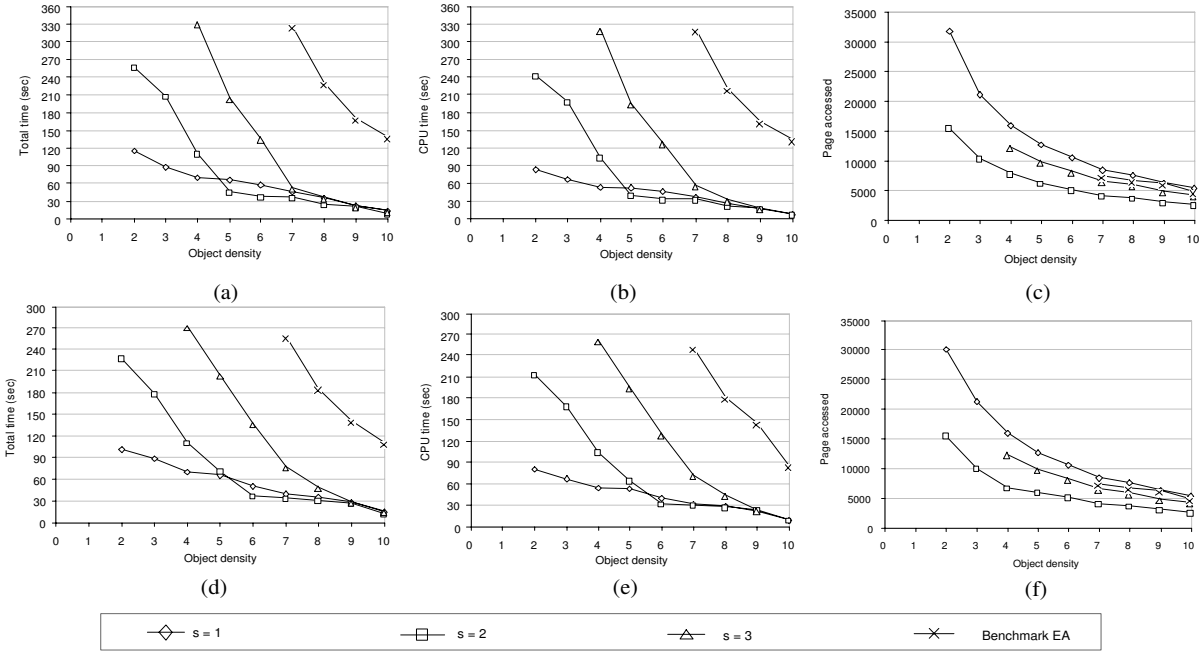 360
330
300
270
240
210
180
150
120
90
60
30
0
Total time (sec)
0 1 2 3 4 5 6 7 8 9 10
Object density
(a)
360
330
300
270
240
210
180
150
120
90
60
30
0
CPU time (sec)
0 1 2 3 4 5 6 7 8 9 10
Object density
(b)
35000
30000
25000
20000
15000
10000
5000
0
Page accessed
0 1 2 3 4 5 6 7 8 9 10
Object density
(c)
300
270
240
210
180
150
120
90
60
30
0
Total time (sec)
0 1 2 3 4 5 6 7 8 9 10
Object density
(d)
300
270
240
210
180
150
120
90
60
30
0
CPU time (sec)
0 1 2 3 4 5 6 7 8 9 10
Object density
(e)
35000
30000
25000
20000
15000
10000
5000
0
Page accessed
0 1 2 3 4 5 6 7 8 9 10
Object density
(f)
s = 1 s = 2 s = 3 Benchmark EA